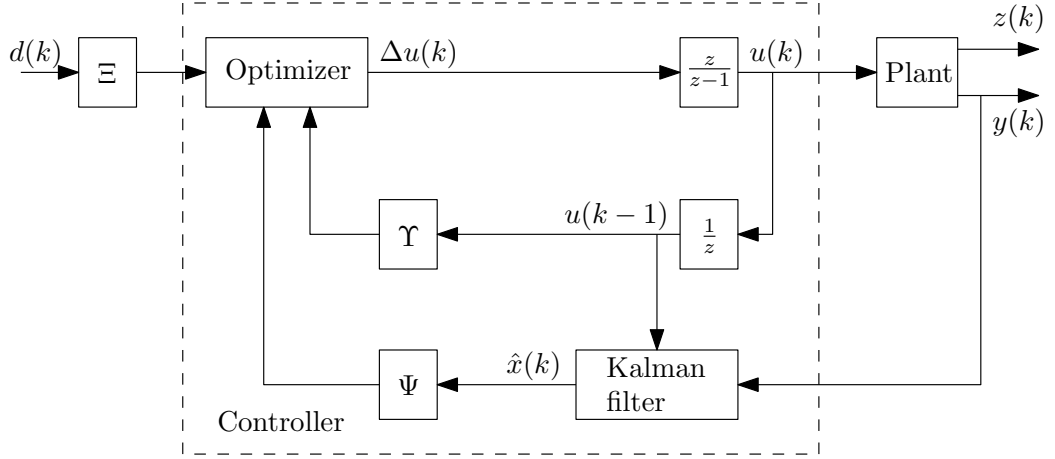 d(k)
Ξ
Optimizer
Δu(k)
z/(z−1)
u(k)
Plant
z(k)
y(k)
Υ
u(k − 1)
1/z
Ψ
x̂(k)
Kalman
filter
Controller